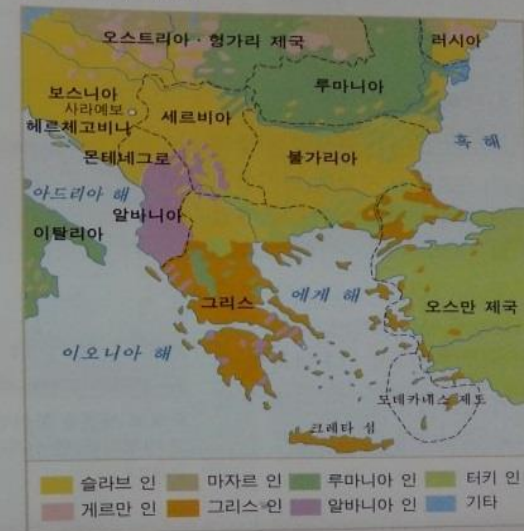 오스트리아 · 헝가리 제국
러시아
보스니아
루마니아
사라예보
세르비아
헤르체고비나
흑 해
몬테네그로
불가리아
아드리아 해
알바니아
이탈리아
에게 해
그리스
오스만 제국
이오니아 해
제도
크레타 섬
슬라브 인
마자르 인
루마니아 인
터키 인
게르만 인
그리스 인
알바니아 인
기타